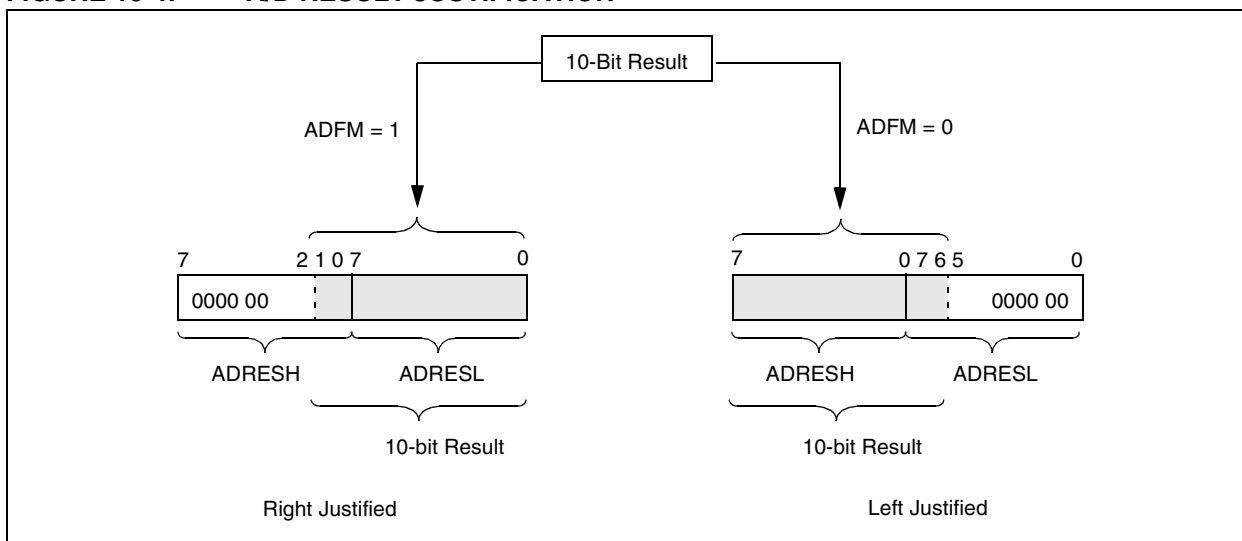 10-Bit Result
ADFM = 1
ADFM = 0
7 2 1 0 7 0
0000 00
ADRESH ADRESL
10-bit Result
Right Justified
7 0 7 6 5 0
0000 00
ADRESH ADRESL
10-bit Result
Left Justified